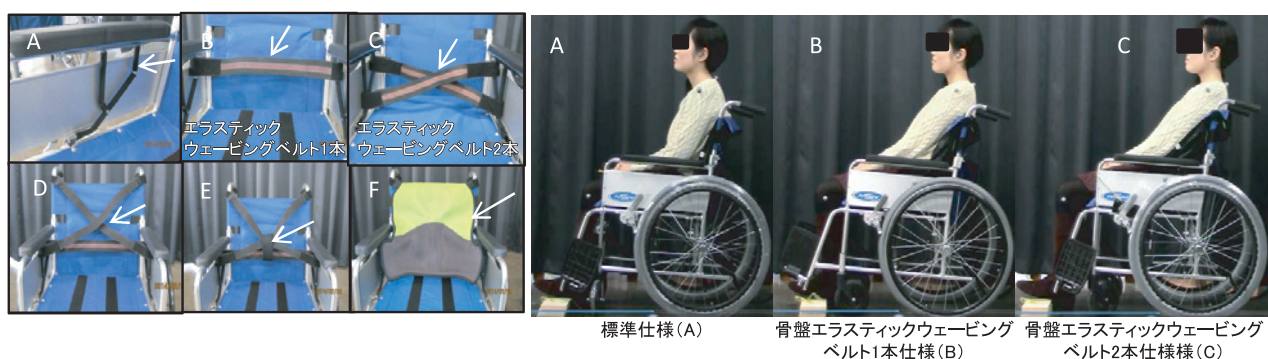 A
B
C
エラスティック
ウェービングベルト1本
エラスティック
ウェービングベルト2本
D
E
F
A
B
C
標準仕様(A)
骨盤エラスティックウェービング
ベルト1本仕様(B)
骨盤エラスティックウェービング
ベルト2本仕様様(C)